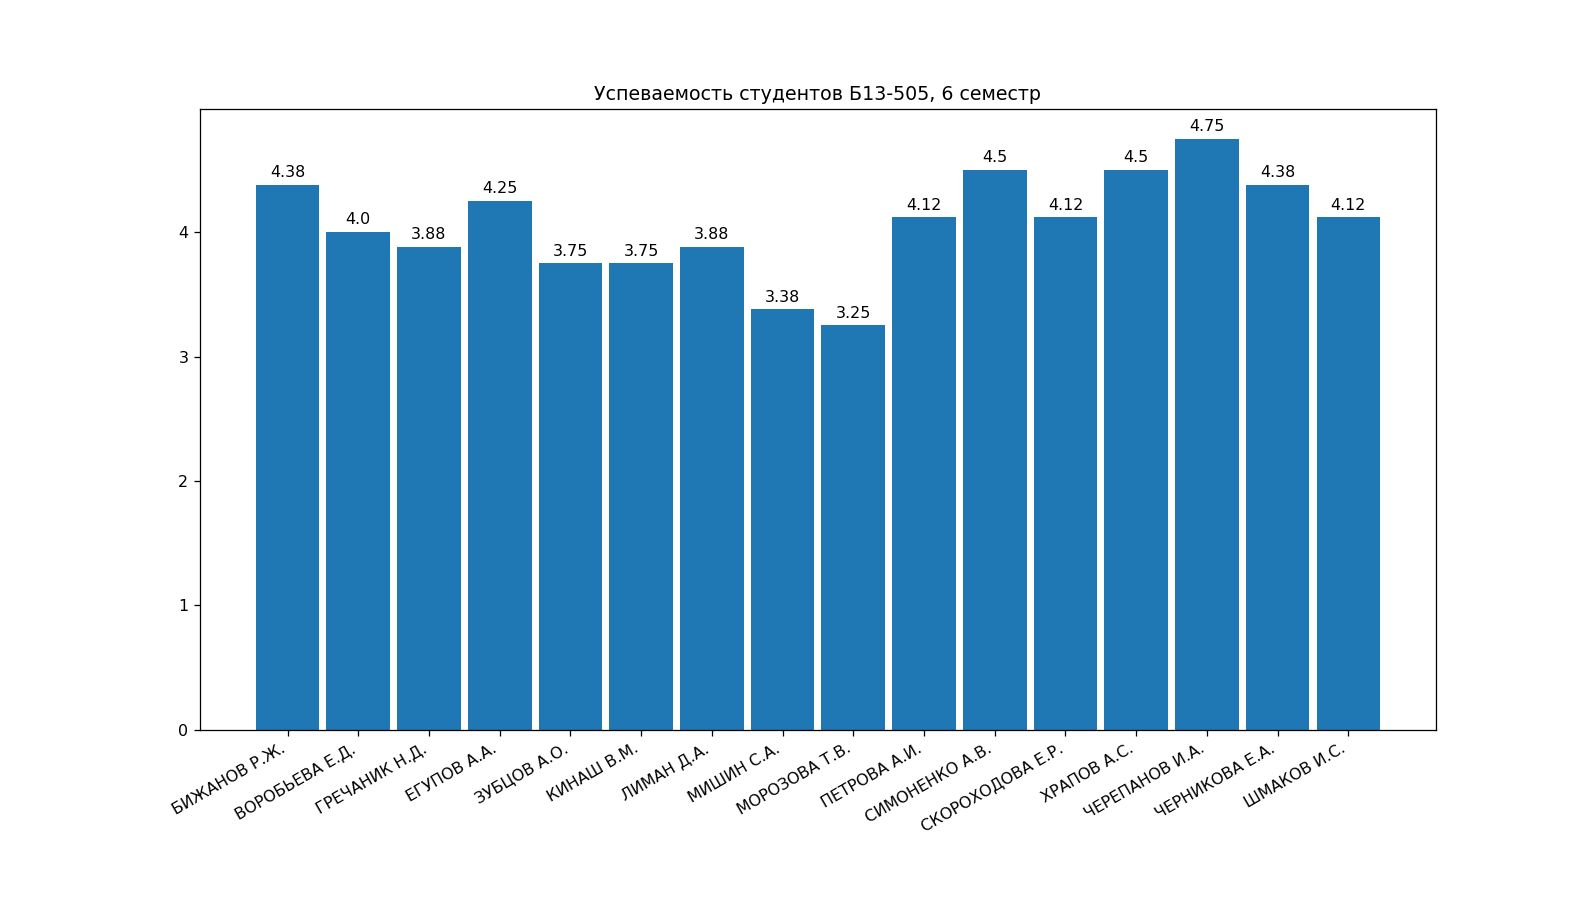 Успеваемость студентов Б13-505, 6 семестр
4.38
4.0
3.88
4.25
3.75
3.75
3.88
3.38
3.25
4.12
4.5
4.12
4.5
4.75
4.38
4.12
4
3
2
1
0
БИЖАНОВ Р.Ж.
ВОРОБЬЕВА Е.Д.
ГРЕЧАНИК Н.Д.
ЕГУПОВ А.А.
ЗУБЦОВ А.О.
КИНАШ В.М.
ЛИМАН Д.А.
МИШИН С.А.
МОРОЗОВА Т.В.
ПЕТРОВА А.И.
СИМОНЕНКО А.В.
СКОРОХОДОВА Е.Р.
ХРАПОВ А.С.
ЧЕРЕПАНОВ И.А.
ЧЕРНИКОВА Е.А.
ШМАКОВ И.С.